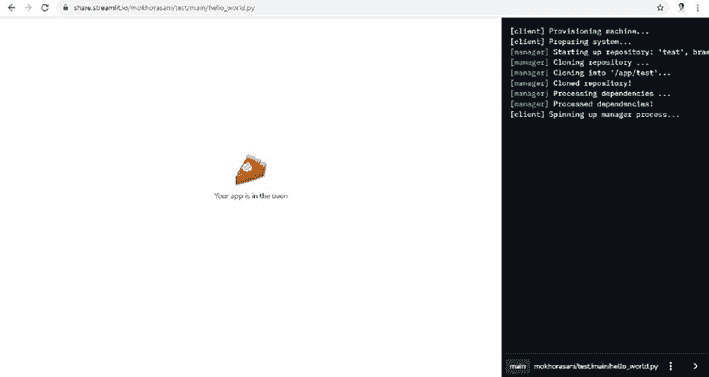 share.streamlit.io/mokhorasani/test/main/hello_world.py
[client] Provisioning machine...
[client] Preparing system...
[manager] Starting up repository: 'test', bran
[manager] Cloning repository ...
[manager] Cloning into '/app/test'...
[manager] Cloned repository!
[manager] Processing dependencies ...
[manager] Processed dependencies!
[client] Spinning up manager process...
Your app is in the oven
main mokhorasani/test/main/hello_world.py